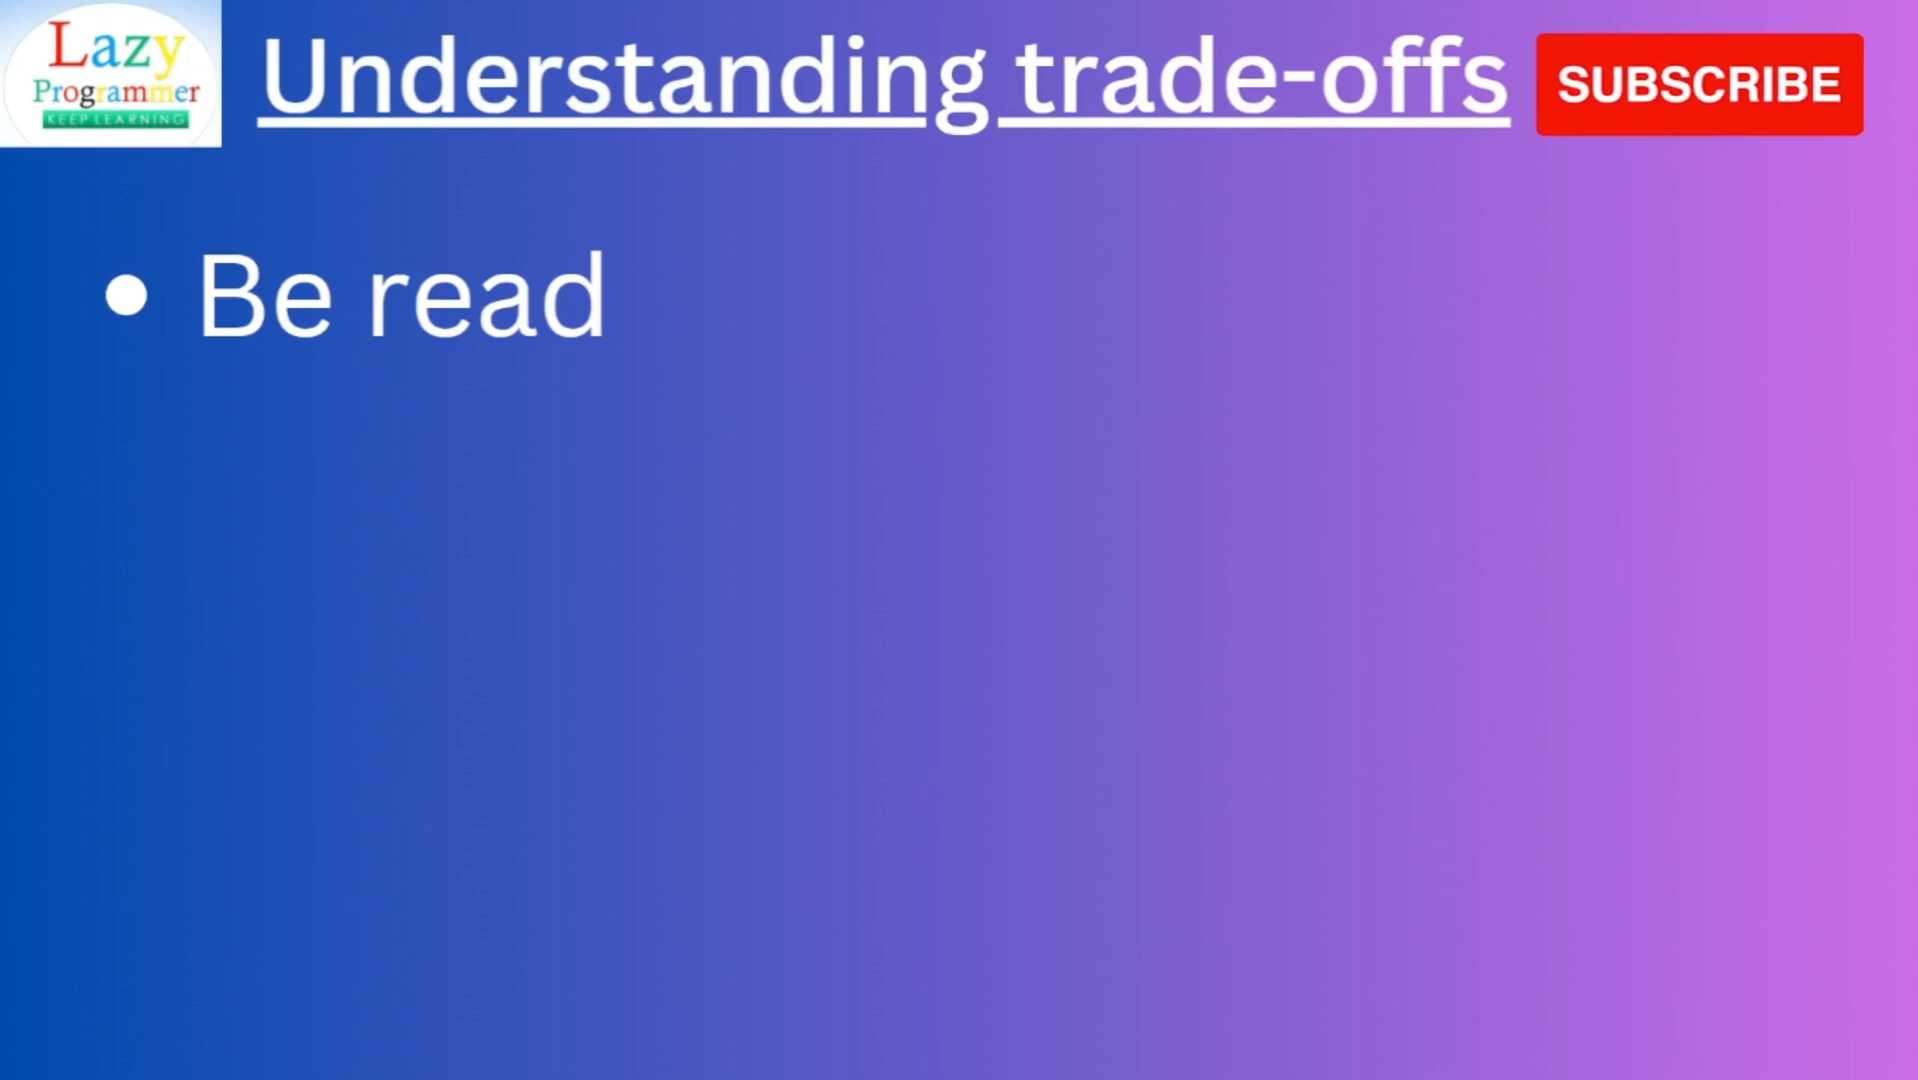 Lazy
Programmer
KEEP LEARNING
Understanding trade-offs
SUBSCRIBE
• Be read